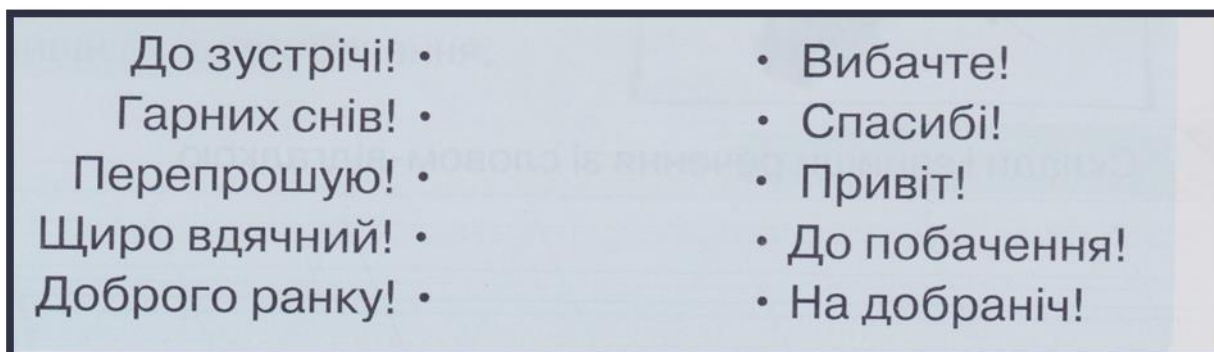 До зустрічі! •
Гарних снів! •
Перепрошую! •
Щиро вдячний! •
Доброго ранку! •
• Вибачте!
• Спасибі!
• Привіт!
• До побачення!
• На добраніч!